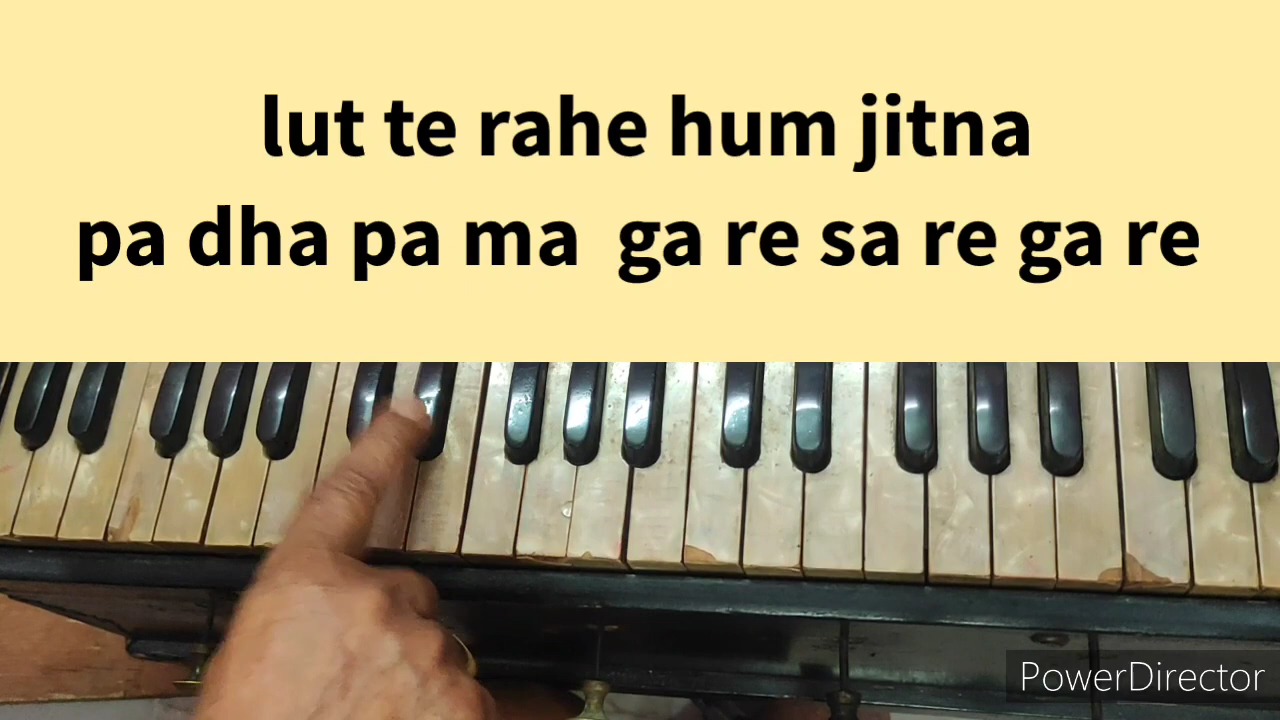 lut te rahe hum jitna
pa dha pa ma ga re sa re ga re
PowerDirector